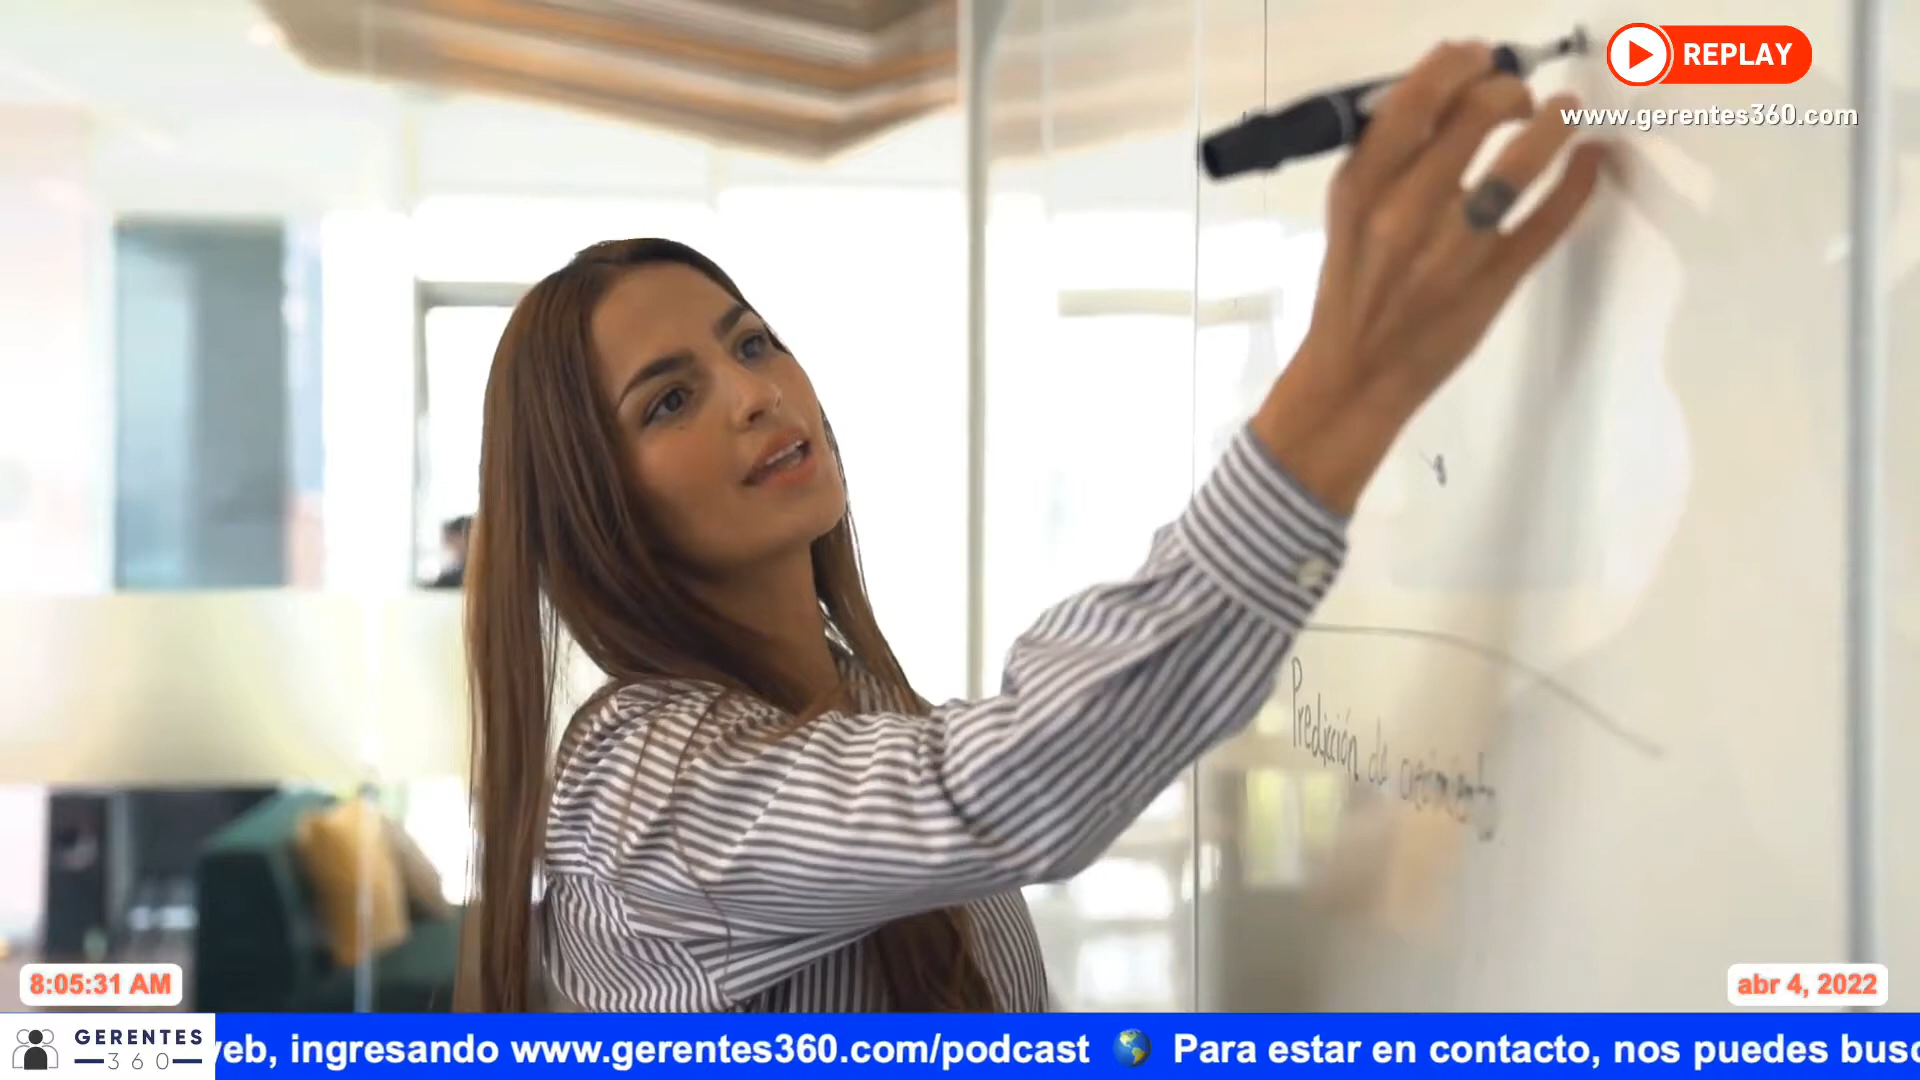 REPLAY
www.gerentes360.com
Predicción de crecimiento
8:05:31 AM
abr 4, 2022
GERENTES
360
eb, ingresando www.gerentes360.com/podcast 🌎 Para estar en contacto, nos puedes busc